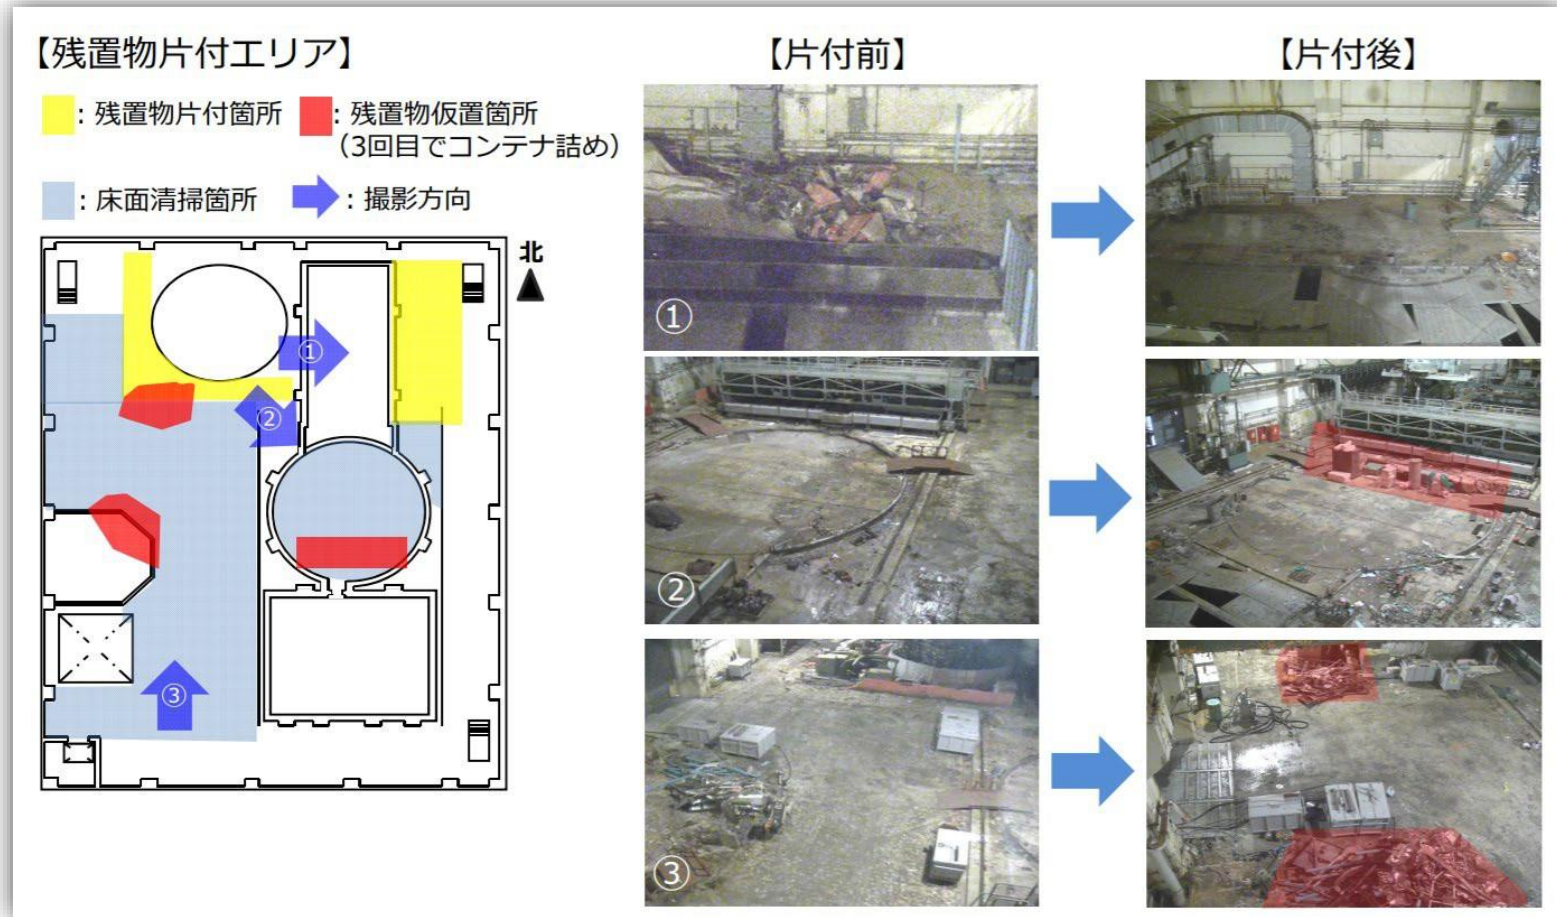 【残置物片付エリア】
：残置物片付箇所
：残置物仮置箇所
（3回目でコンテナ詰め）
：床面清掃箇所
：撮影方向
北
①
②
③
【片付前】
【片付後】
①
②
③